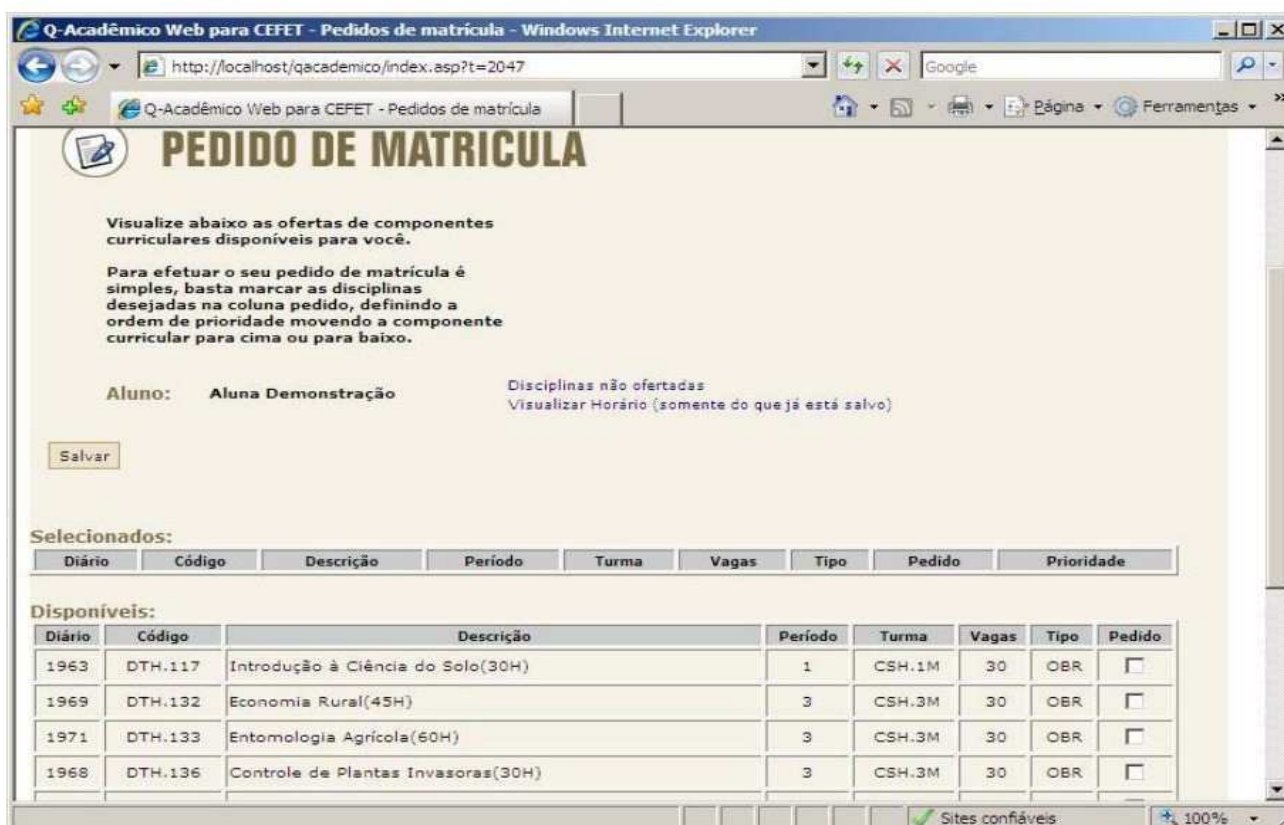 Q-Acadêmico Web para CEFET - Pedidos de matrícula - Windows Internet Explorer
http://localhost/qacademico/index.asp?t=2047
Google
Q-Acadêmico Web para CEFET - Pedidos de matrícula
Página
Ferramentas
PEDIDO DE MATRICULA
Visualize abaixo as ofertas de componentes
curriculares disponíveis para você.
Para efetuar o seu pedido de matrícula é
simples, basta marcar as disciplinas
desejadas na coluna pedido, definindo a
ordem de prioridade movendo a componente
curricular para cima ou para baixo.
Aluno: Aluna Demonstração
Disciplinas não ofertadas
Visualizar Horário (somente do que já está salvo)
Salvar
Selecionados:
Diário Código Descrição Período Turma Vagas Tipo Pedido Prioridade
Disponíveis:
Diário Código Descrição Período Turma Vagas Tipo Pedido
1963 DTH.117 Introdução à Ciência do Solo(30H) 1 CSH.1M 30 OBR
1969 DTH.132 Economia Rural(45H) 3 CSH.3M 30 OBR
1971 DTH.133 Entomologia Agrícola(60H) 3 CSH.3M 30 OBR
1968 DTH.136 Controle de Plantas Invasoras(30H) 3 CSH.3M 30 OBR
Sites confiáveis 100%